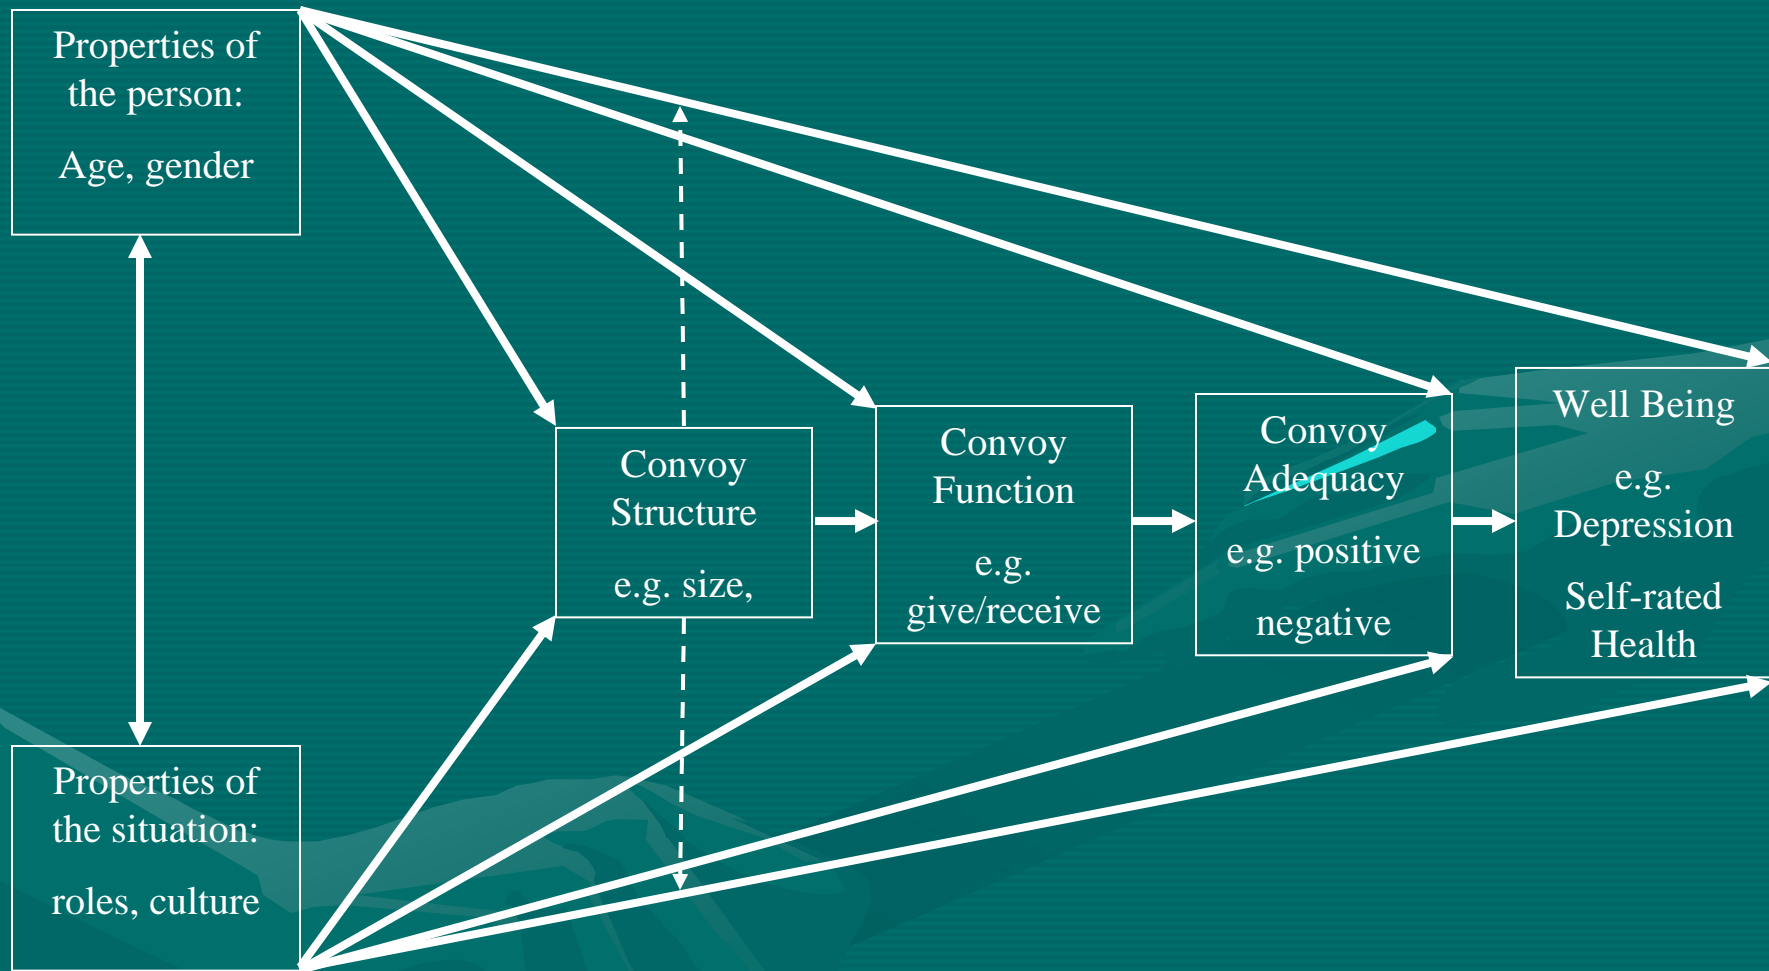 Properties of
the person:
Age, gender
Properties of
the situation:
roles, culture
Convoy
Structure
e.g. size,
Convoy
Function
e.g.
give/receive
Convoy
Adequacy
e.g. positive
negative
Well Being
e.g.
Depression
Self-rated
Health